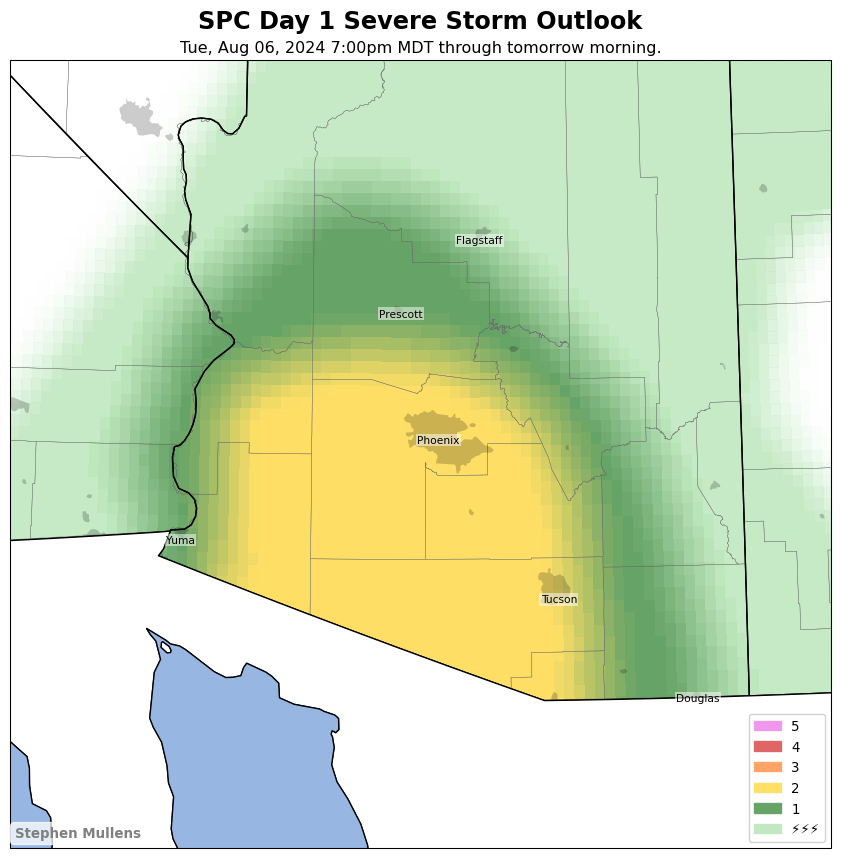 SPC Day 1 Severe Storm Outlook
Tue, Aug 06, 2024 7:00pm MDT through tomorrow morning.
Flagstaff
Prescott
Phoenix
Yuma
Tucson
Douglas
5
4
3
2
1
⚡⚡⚡
Stephen Mullens